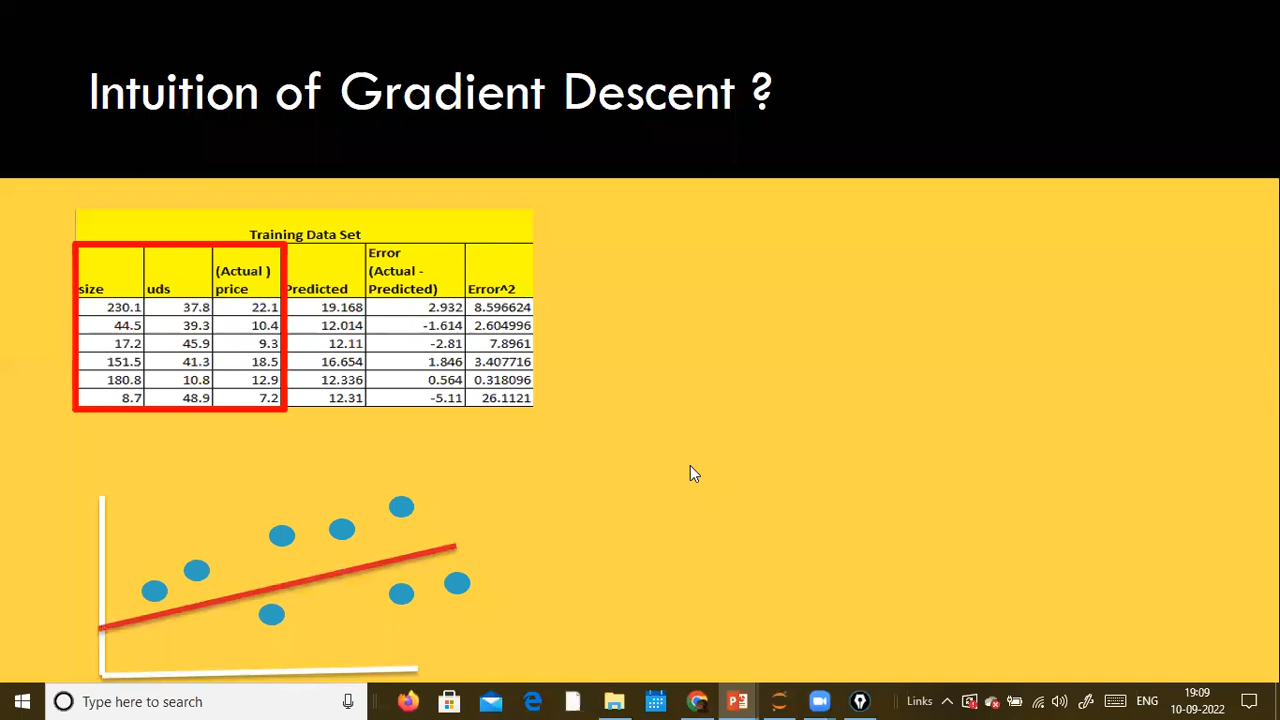 Intuition of Gradient Descent ?
Training Data Set
size uds (Actual ) price Predicted Error (Actual - Predicted) Error^2
230.1 37.8 22.1 19.168 2.932 8.596624
44.5 39.3 10.4 12.014 -1.614 2.604996
17.2 45.9 9.3 12.11 -2.81 7.8961
151.5 41.3 18.5 16.654 1.846 3.407716
180.8 10.8 12.9 12.336 0.564 0.318096
8.7 48.9 7.2 12.31 -5.11 26.1121
Type here to search
Links
ENG
19:09
10-09-2022